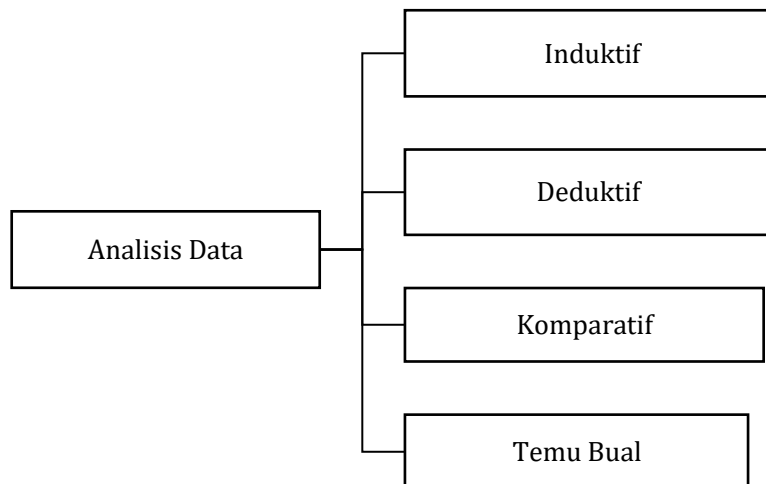 Induktif
Deduktif
Analisis Data
Komparatif
Temu Bual